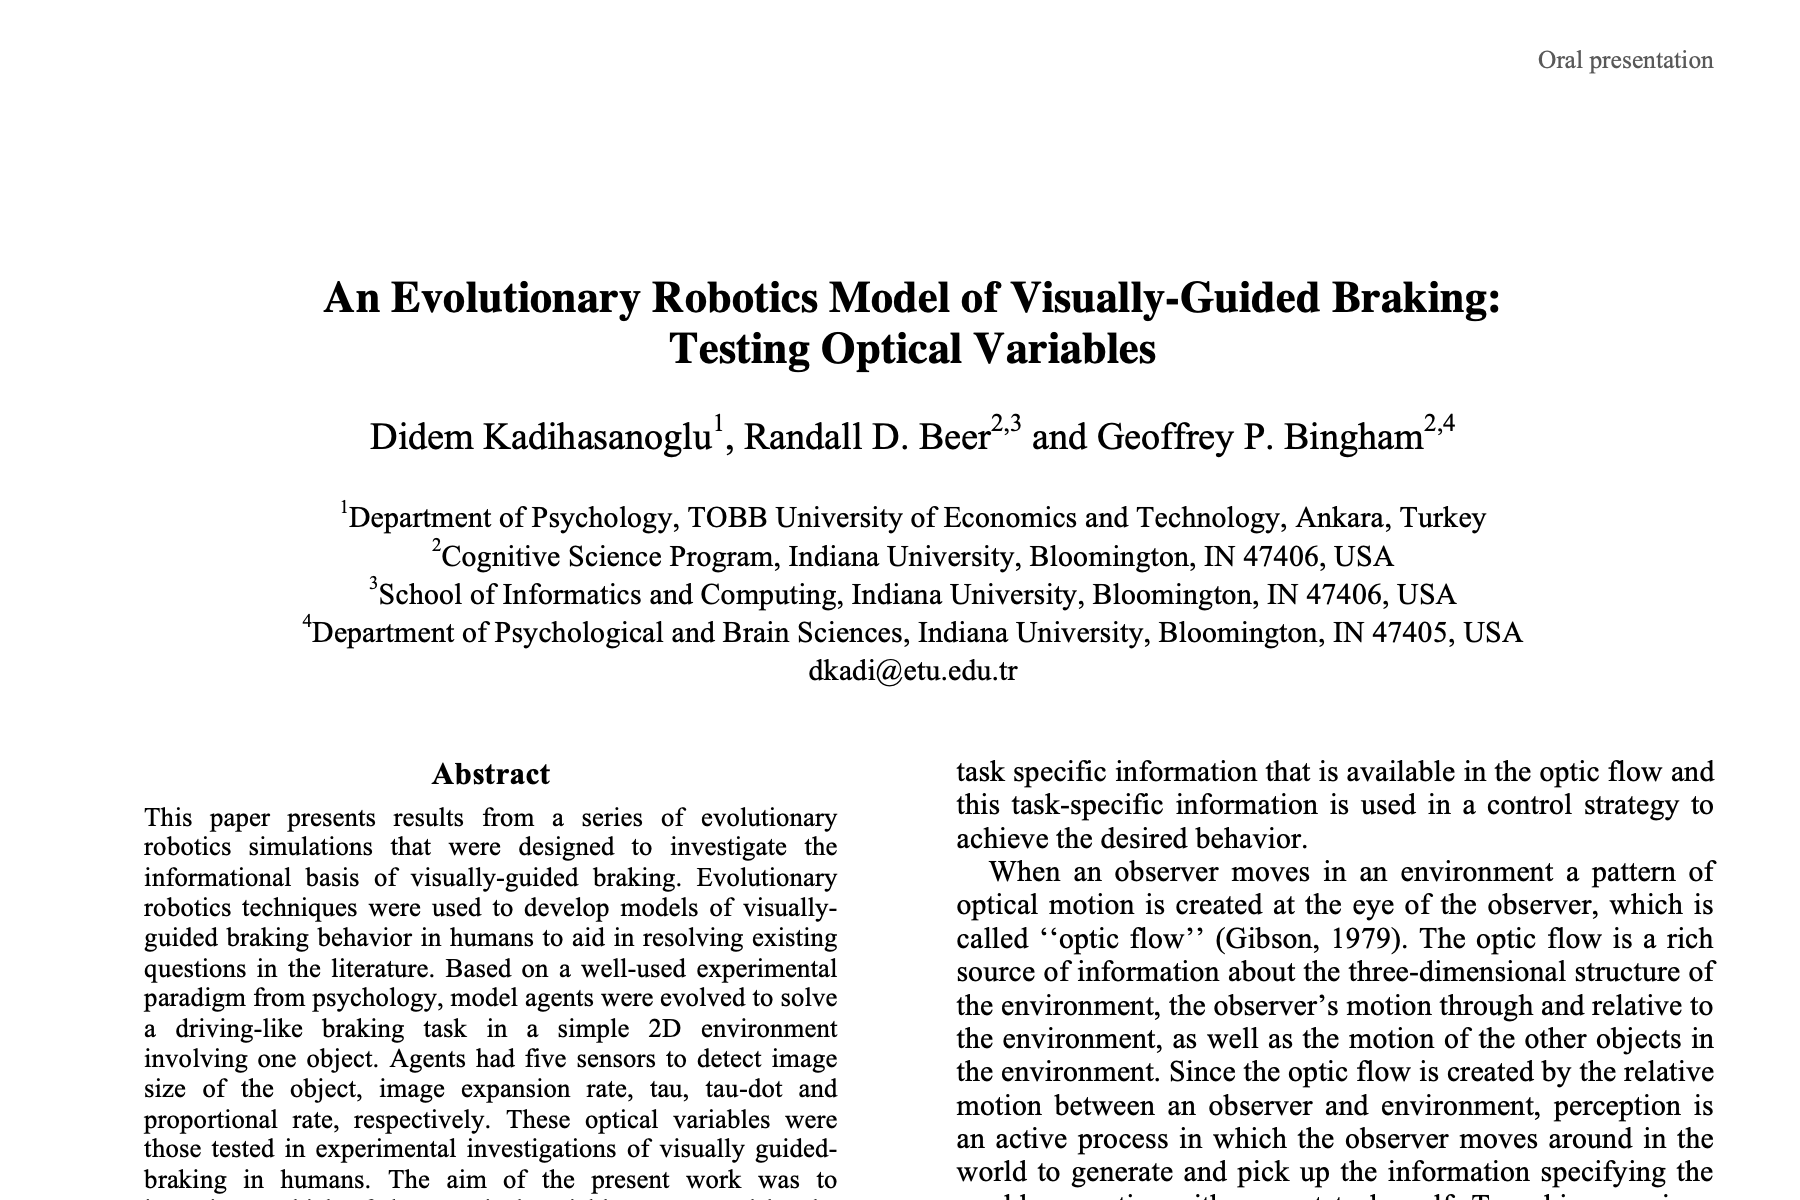 Oral presentation
An Evolutionary Robotics Model of Visually-Guided Braking:
Testing Optical Variables
Didem Kadihasanoglu1, Randall D. Beer2,3 and Geoffrey P. Bingham2,4
1Department of Psychology, TOBB University of Economics and Technology, Ankara, Turkey
2Cognitive Science Program, Indiana University, Bloomington, IN 47406, USA
3School of Informatics and Computing, Indiana University, Bloomington, IN 47406, USA
4Department of Psychological and Brain Sciences, Indiana University, Bloomington, IN 47405, USA
dkadi@etu.edu.tr
Abstract
This paper presents results from a series of evolutionary
robotics simulations that were designed to investigate the
informational basis of visually-guided braking. Evolutionary
robotics techniques were used to develop models of visually-
guided braking behavior in humans to aid in resolving existing
questions in the literature. Based on a well-used experimental
paradigm from psychology, model agents were evolved to solve
a driving-like braking task in a simple 2D environment
involving one object. Agents had five sensors to detect image
size of the object, image expansion rate, tau, tau-dot and
proportional rate, respectively. These optical variables were
those tested in experimental investigations of visually guided-
braking in humans. The aim of the present work was to
task specific information that is available in the optic flow and
this task-specific information is used in a control strategy to
achieve the desired behavior.
When an observer moves in an environment a pattern of
optical motion is created at the eye of the observer, which is
called ‘‘optic flow’’ (Gibson, 1979). The optic flow is a rich
source of information about the three-dimensional structure of
the environment, the observer’s motion through and relative to
the environment, as well as the motion of the other objects in
the environment. Since the optic flow is created by the relative
motion between an observer and environment, perception is
an active process in which the observer moves around in the
world to generate and pick up the information specifying the